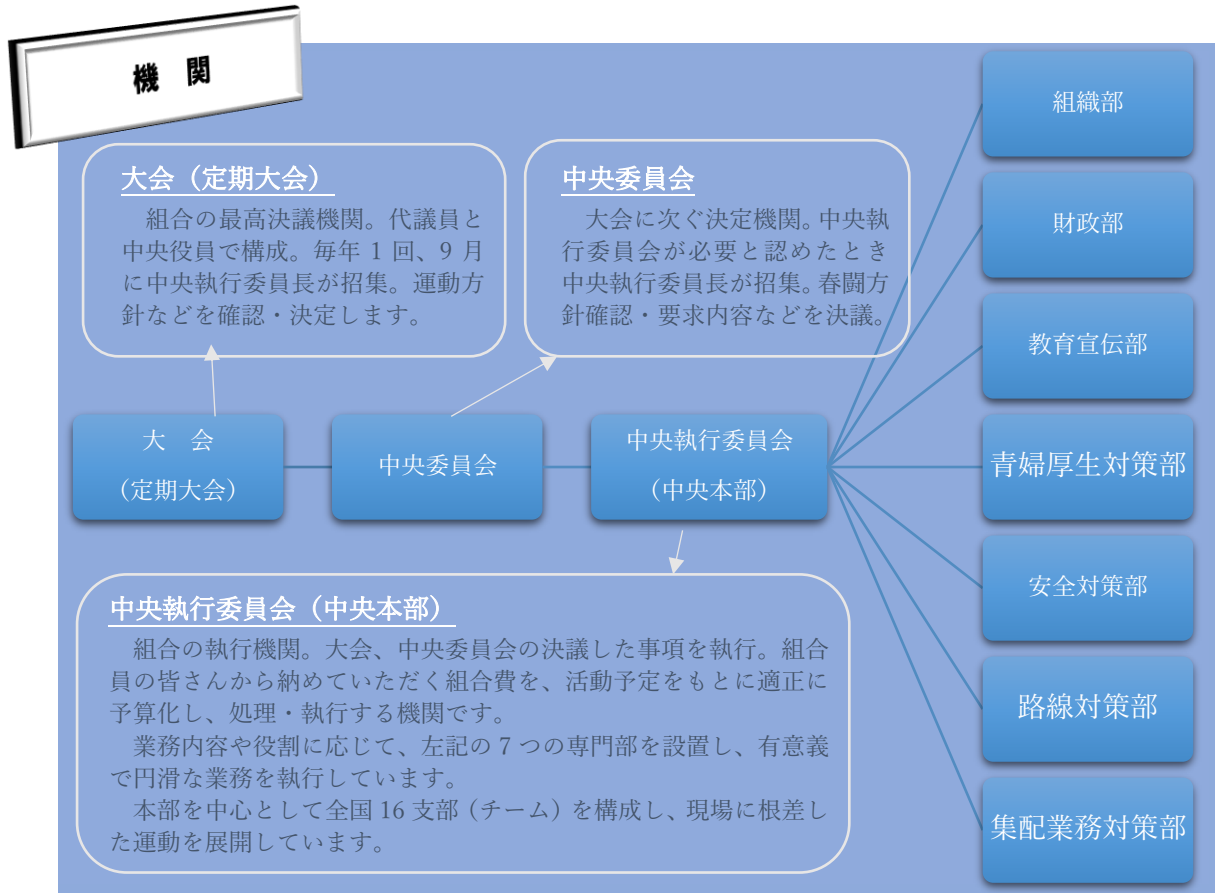 機　関
大会（定期大会）
　組合の最高決議機関。代議員と
中央役員で構成。毎年 1 回、9 月
に中央執行委員長が招集。運動方
針などを確認・決定します。
中央委員会
　大会に次ぐ決定機関。中央執
行委員会が必要と認めたとき
中央執行委員長が招集。春闘方
針確認・要求内容などを決議。
大　会
（定期大会）
中央委員会
中央執行委員会
（中央本部）
中央執行委員会（中央本部）
　組合の執行機関。大会、中央委員会の決議した事項を執行。組合
員の皆さんから納めていただく組合費を、活動予定をもとに適正に
予算化し、処理・執行する機関です。
　業務内容や役割に応じて、左記の 7 つの専門部を設置し、有意義
で円滑な業務を執行しています。
　本部を中心として全国 16 支部（チーム）を構成し、現場に根差し
た運動を展開しています。
組織部
財政部
教育宣伝部
青婦厚生対策部
安全対策部
路線対策部
集配業務対策部